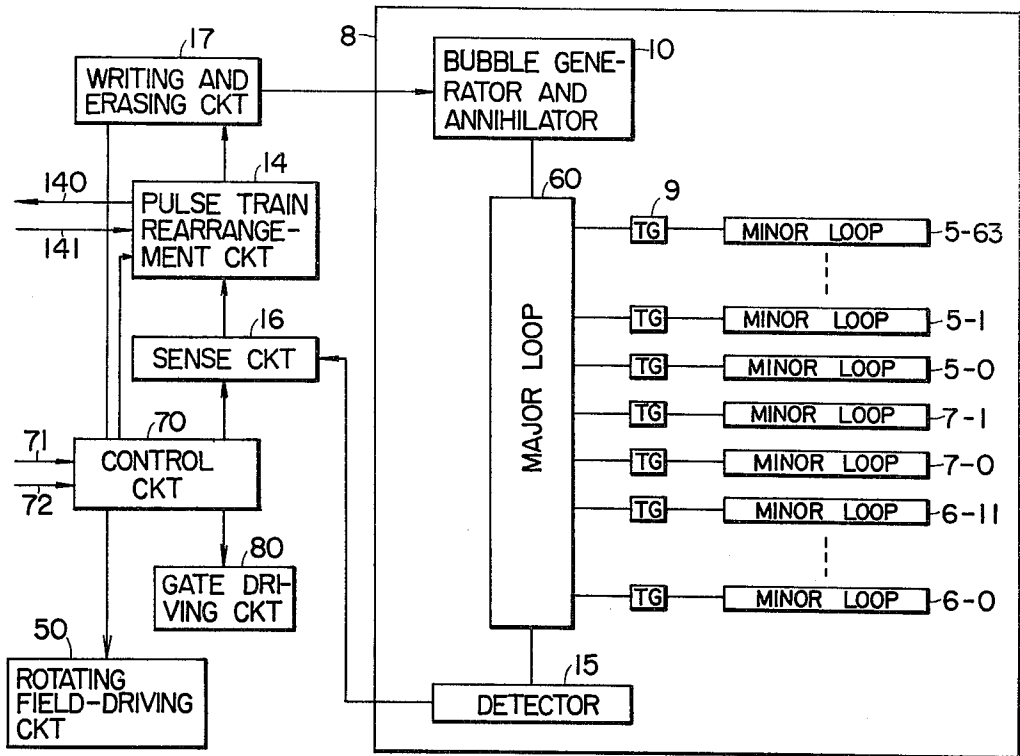 8
17
WRITING AND
ERASING CKT
10
BUBBLE GENE-
RATOR AND
ANNIHILATOR
140
141
14
PULSE TRAIN
REARRANGE-
MENT CKT
60
MAJOR LOOP
9
TG
MINOR LOOP
5-63
TG
MINOR LOOP
5-1
TG
MINOR LOOP
5-0
TG
MINOR LOOP
7-1
TG
MINOR LOOP
7-0
TG
MINOR LOOP
6-11
TG
MINOR LOOP
6-0
16
SENSE CKT
71
72
70
CONTROL
CKT
80
GATE DRI-
VING CKT
50
ROTATING
FIELD-DRIVING
CKT
15
DETECTOR